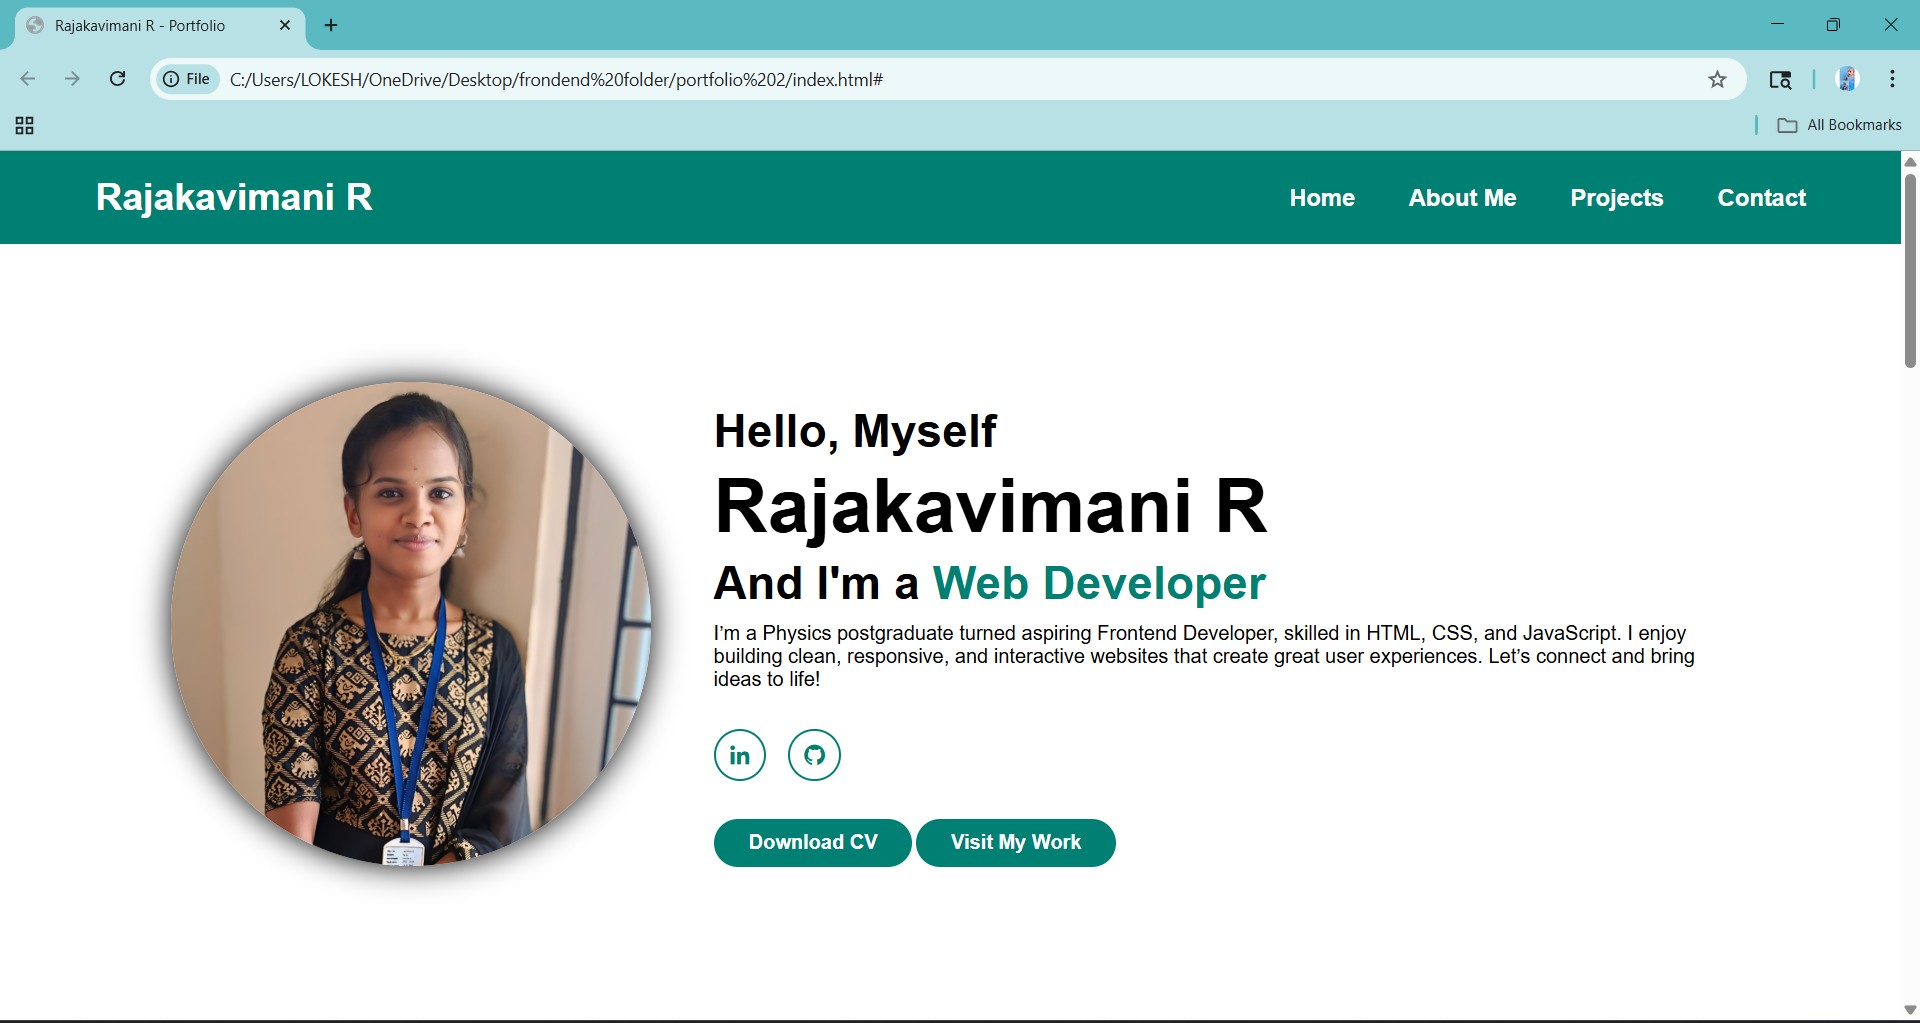 Rajakavimani R - Portfolio
File
C:/Users/LOKESH/OneDrive/Desktop/frondend%20folder/portfolio%202/index.html#
All Bookmarks
Rajakavimani R
Home
About Me
Projects
Contact
Hello, Myself
Rajakavimani R
And I'm a Web Developer
I’m a Physics postgraduate turned aspiring Frontend Developer, skilled in HTML, CSS, and JavaScript. I enjoy
building clean, responsive, and interactive websites that create great user experiences. Let’s connect and bring
ideas to life!
in
Download CV
Visit My Work